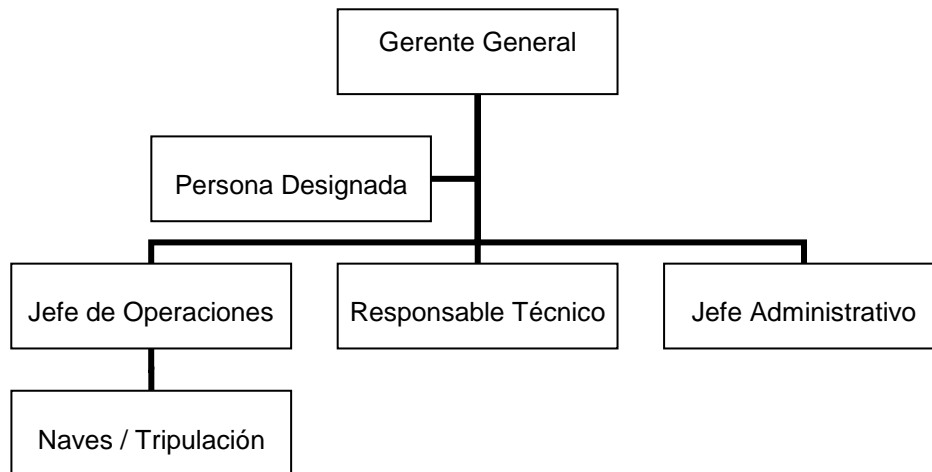 Gerente General
Persona Designada
Jefe de Operaciones
Responsable Técnico
Jefe Administrativo
Naves / Tripulación